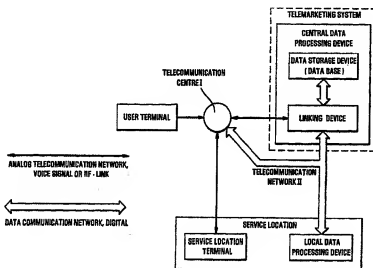 TELEMARKETING SYSTEM
CENTRAL DATA
PROCESSING DEVICE
DATA STORAGE DEVICE
(DATA BASE)
TELECOMMUNICATION
CENTRE I
USER TERMINAL
LINKING DEVICE
ANALOG TELECOMMUNICATION NETWORK,
VOICE SIGNAL OR RF - LINK
TELECOMMUNICATION
NETWORK II
DATA COMMUNICATION NETWORK, DIGITAL
SERVICE LOCATION
SERVICE LOCATION
TERMINAL
LOCAL DATA
PROCESSING DEVICE